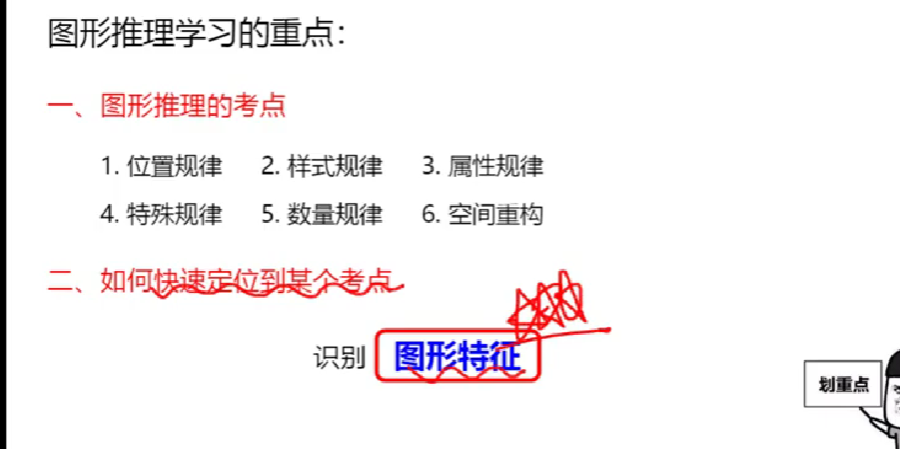 图形推理学习的重点：
一、图形推理的考点
1. 位置规律 2. 样式规律 3. 属性规律
4. 特殊规律 5. 数量规律 6. 空间重构
二、如何快速定位到某个考点
识别 图形特征
划重点